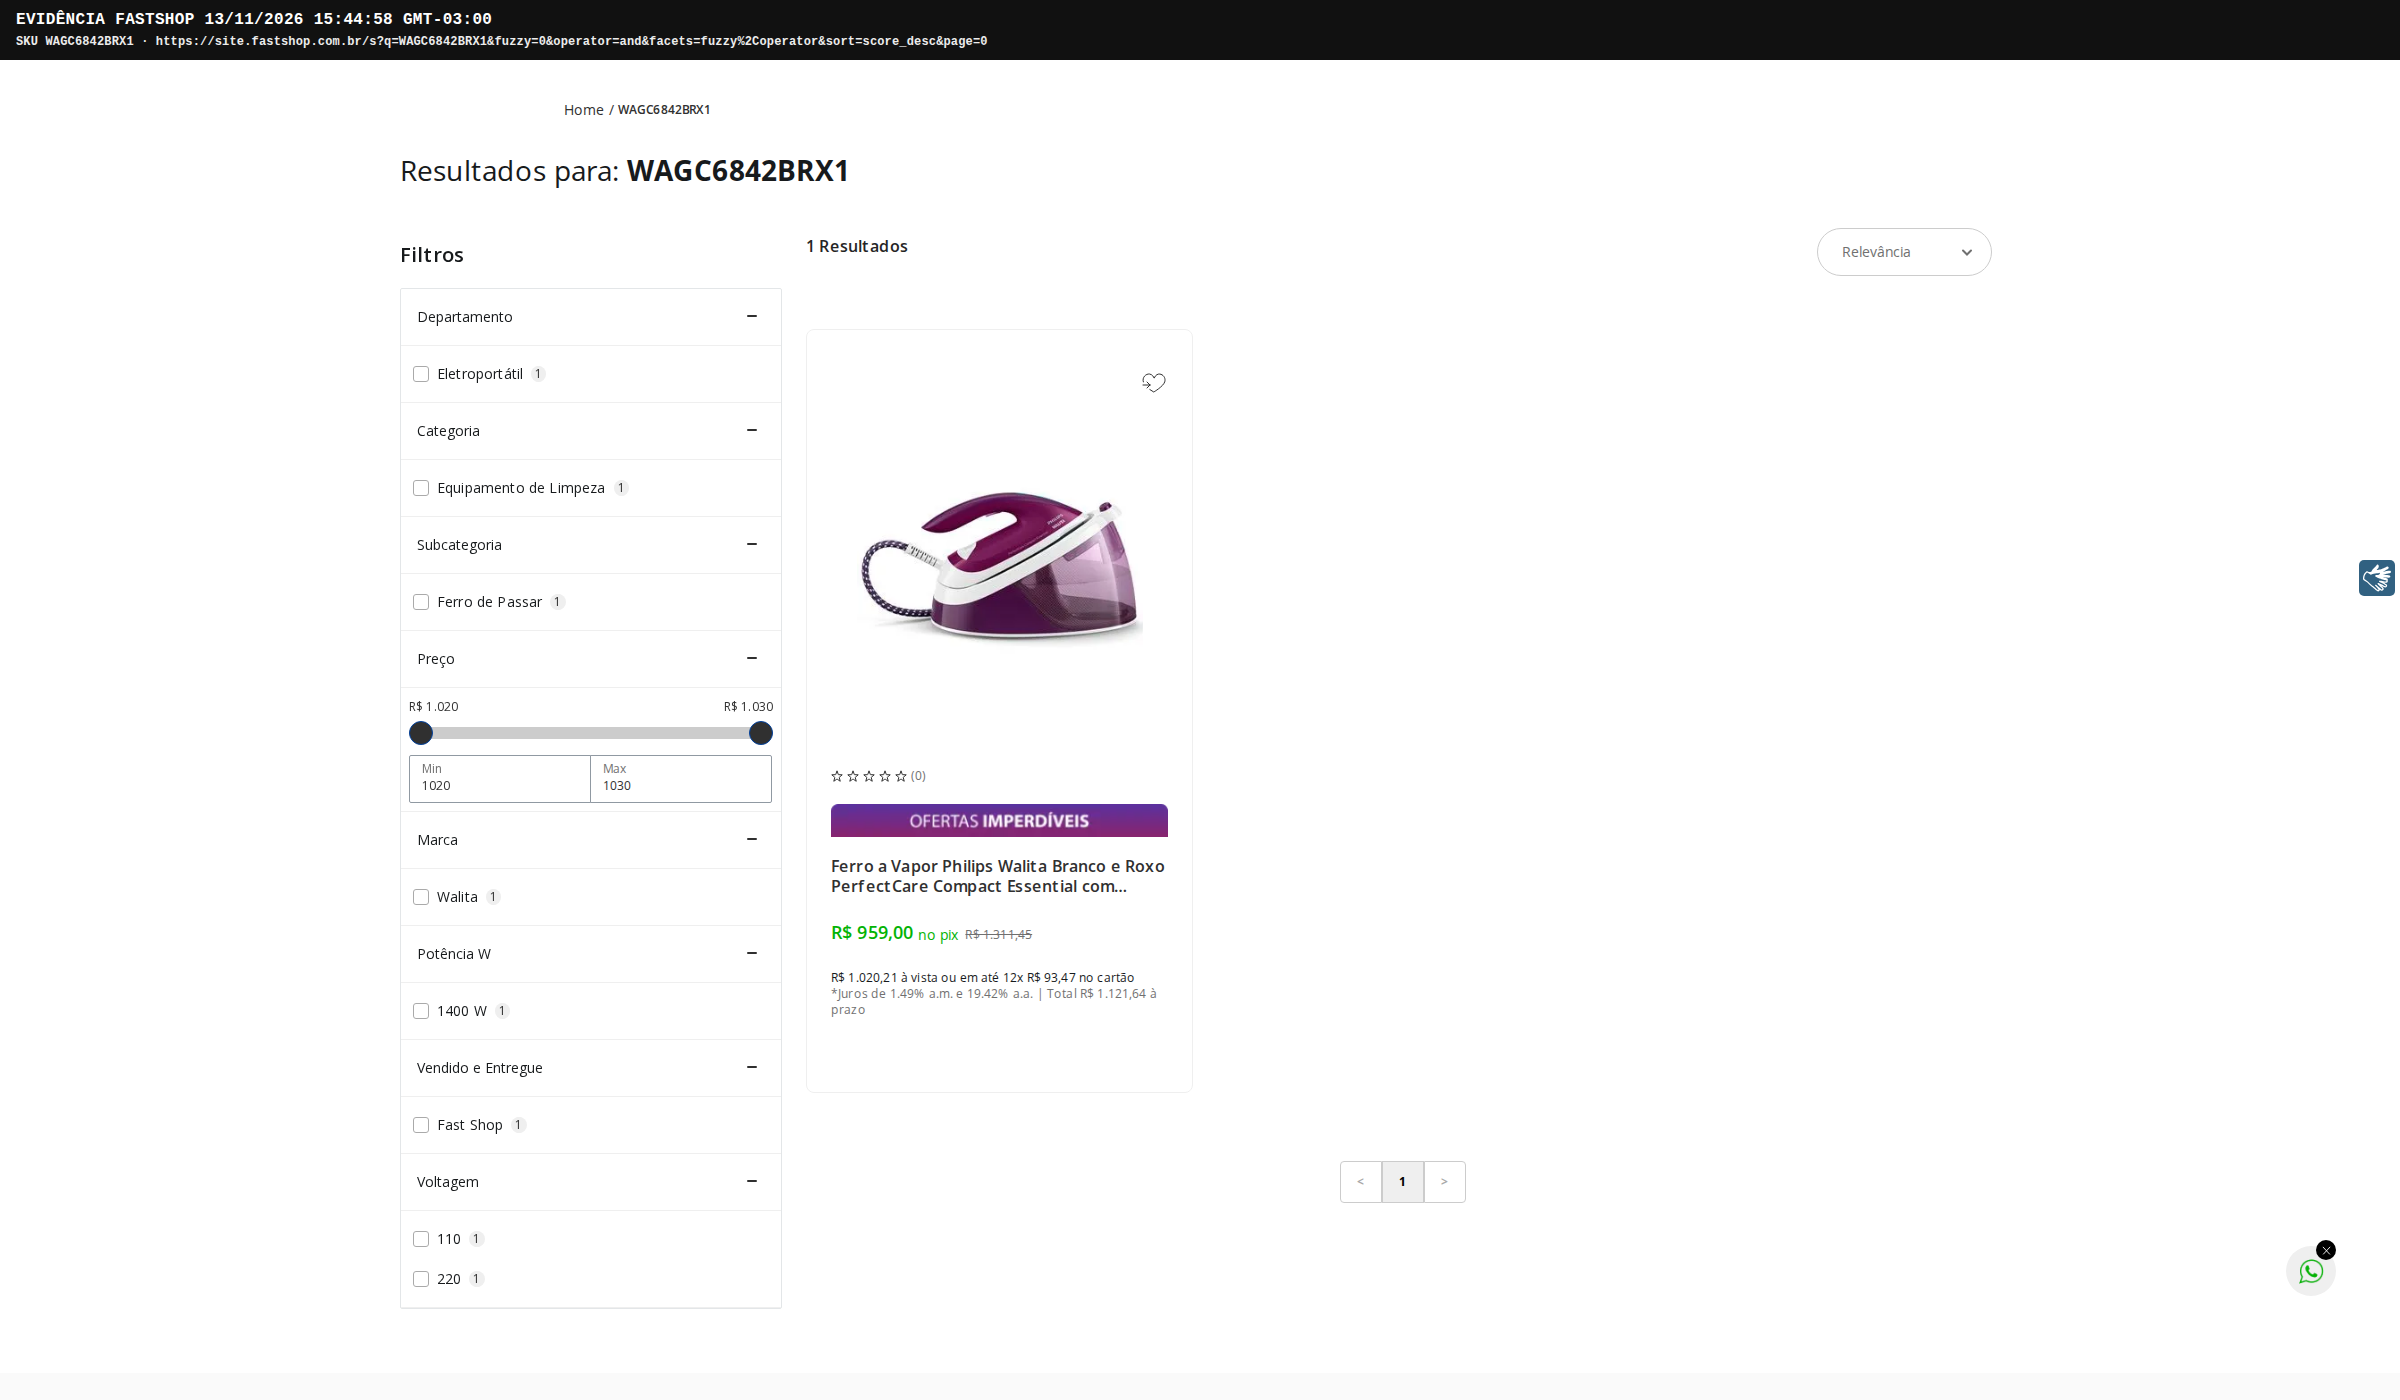 EVIDÊNCIA FASTSHOP 13/11/2026 15:44:58 GMT-03:00
SKU WAGC6842BRX1 · https://site.fastshop.com.br/s?q=WAGC6842BRX1&fuzzy=0&operator=and&facets=fuzzy%2Coperator&sort=score_desc&page=0
Home / WAGC6842BRX1
Resultados para: WAGC6842BRX1
Filtros
Departamento
Eletroportátil 1
Categoria
Equipamento de Limpeza 1
Subcategoria
Ferro de Passar 1
Preço
R$ 1.020 R$ 1.030
Min Max
1020 1030
Marca
Walita 1
Potência W
1400 W 1
Vendido e Entregue
Fast Shop 1
Voltagem
110 1
220 1
1 Resultados
Relevância
(0)
OFERTAS IMPERDÍVEIS
Ferro a Vapor Philips Walita Branco e Roxo
PerfectCare Compact Essential com...
R$ 959,00 no pix R$ 1.311,45
R$ 1.020,21 à vista ou em até 12x R$ 93,47 no cartão
*Juros de 1.49% a.m. e 19.42% a.a. | Total R$ 1.121,64 à
prazo
< 1 >